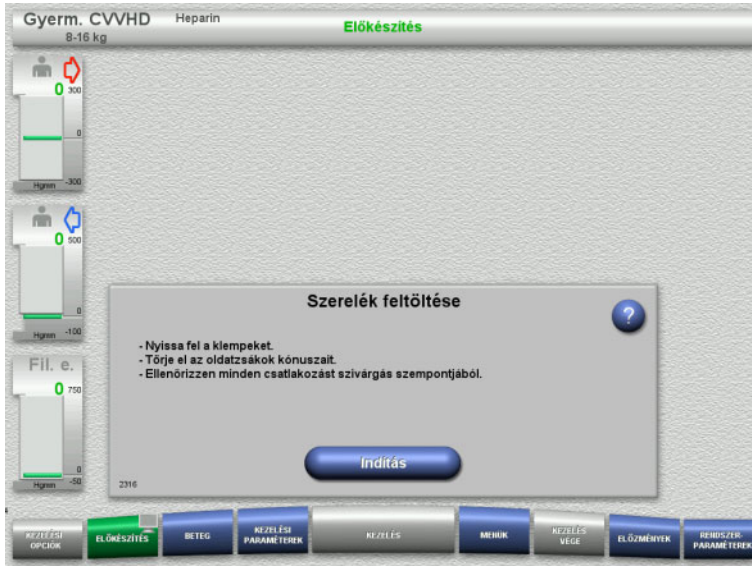 Gyerm. CVVHD Heparin
8-16 kg
Előkészítés
0
300
0
-300
Hgmm
0
500
0
-100
Hgmm
Fil. e.
0
750
0
-50
Hgmm
Szerelék feltöltése
?
- Nyissa fel a klempeket.
- Törje el az oldatzsákok kónuszait.
- Ellenőrizzen minden csatlakozást szivárgás szempontjából.
Indítás
2316
KEZELÉSI
OPCIÓK
ELŐKÉSZÍTÉS
BETEG
KEZELÉSI
PARAMÉTEREK
KEZELÉS
MENÜK
KEZELÉS
VÉGE
ELŐZMÉNYEK
RENDSZER-
PARAMÉTEREK